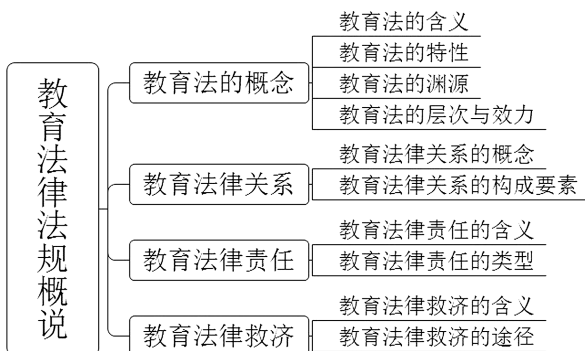 教育法律法规概说
教育法的概念
教育法的含义
教育法的特性
教育法的渊源
教育法的层次与效力
教育法律关系
教育法律关系的概念
教育法律关系的构成要素
教育法律责任
教育法律责任的含义
教育法律责任的类型
教育法律救济
教育法律救济的含义
教育法律救济的途径